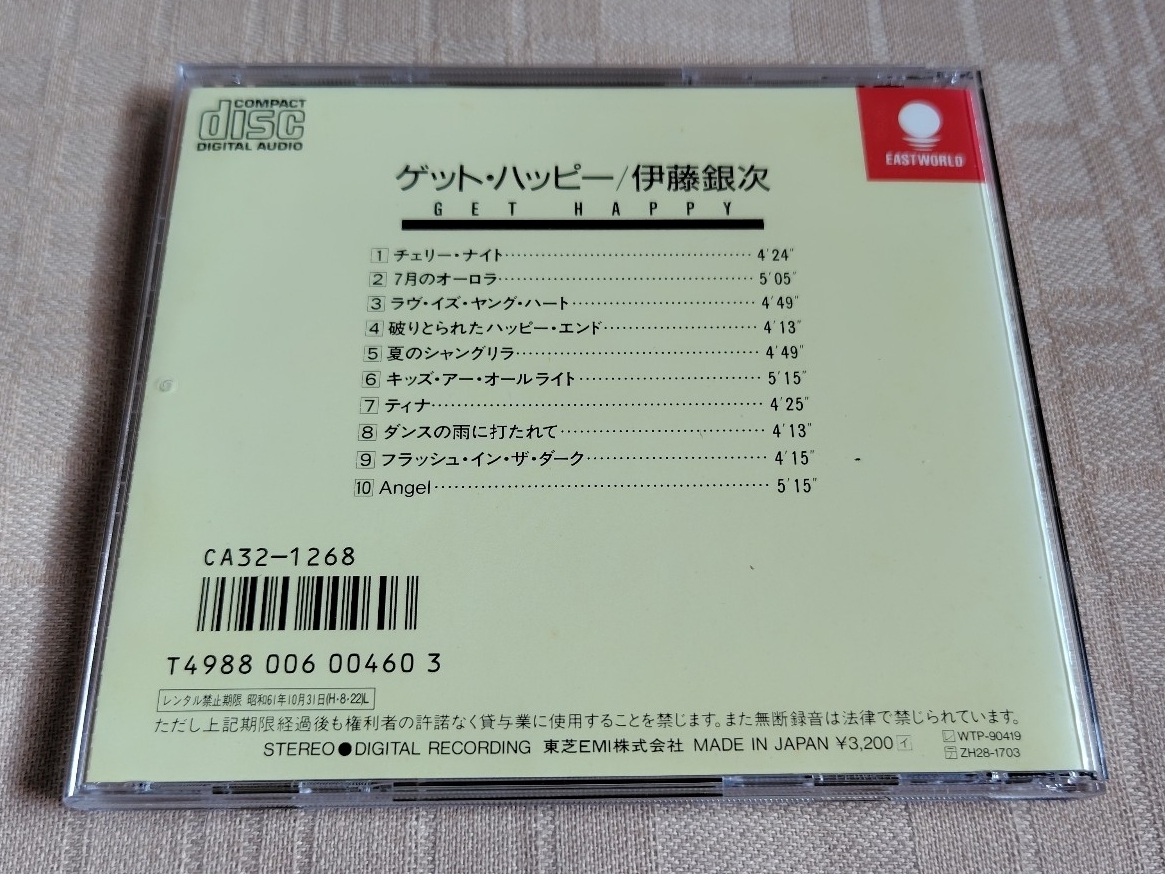 COMPACT
disc
DIGITAL AUDIO
EASTWORLD
ゲット・ハッピー/伊藤銀次
GET HAPPY
1 チェリー・ナイト 4'24"
2 7月のオーロラ 5'05"
3 ラヴ・イズ・ヤング・ハート 4'49"
4 破りとられたハッピー・エンド 4'13"
5 夏のシャングリラ 4'49"
6 キッズ・アー・オールライト 5'15"
7 ティナ 4'25"
8 ダンスの雨に打たれて 4'13"
9 フラッシュ・イン・ザ・ダーク 4'15"
10 Angel 5'15"
CA32-1268
T4988 006 00460 3
レンタル禁止期限 昭和61年10月31日(H・8・22)L
ただし上記期限経過後も権利者の許諾なく貸与業に使用することを禁じます。また無断録音は法律で禁じられています。
STEREO●DIGITAL RECORDING 東芝EMI株式会社 MADE IN JAPAN ¥3,200 イ
レ WTP-90419
テ ZH28-1703